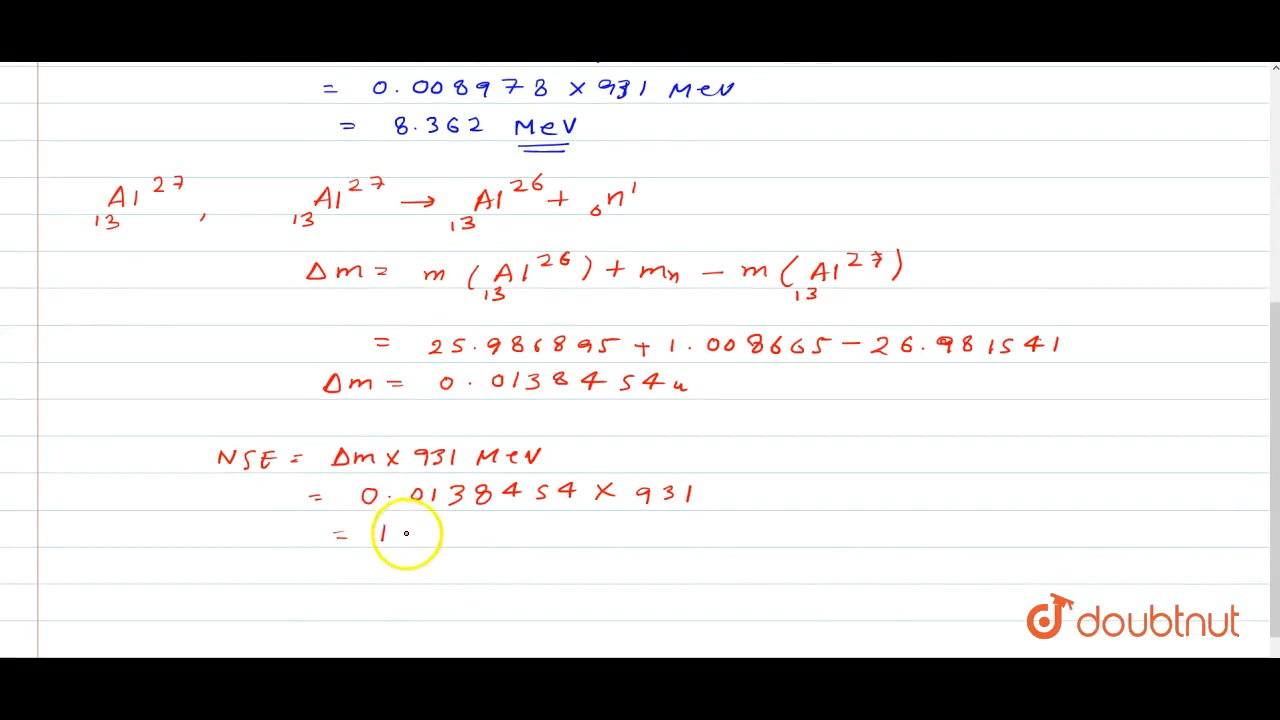 = 0.008978 × 931 MeV
= 8.362 MeV
₁₃Al²⁷, ₁₃Al²⁷ → ₁₃Al²⁶ + ₀n¹
Δm = m (₁₃Al²⁶) + mₙ − m (₁₃Al²⁷)
= 25.986895 + 1.008665 − 26.981541
Δm = 0.0138454u
NSE = Δm × 931 MeV
= 0.0138454 × 931
= 1
doubtnut